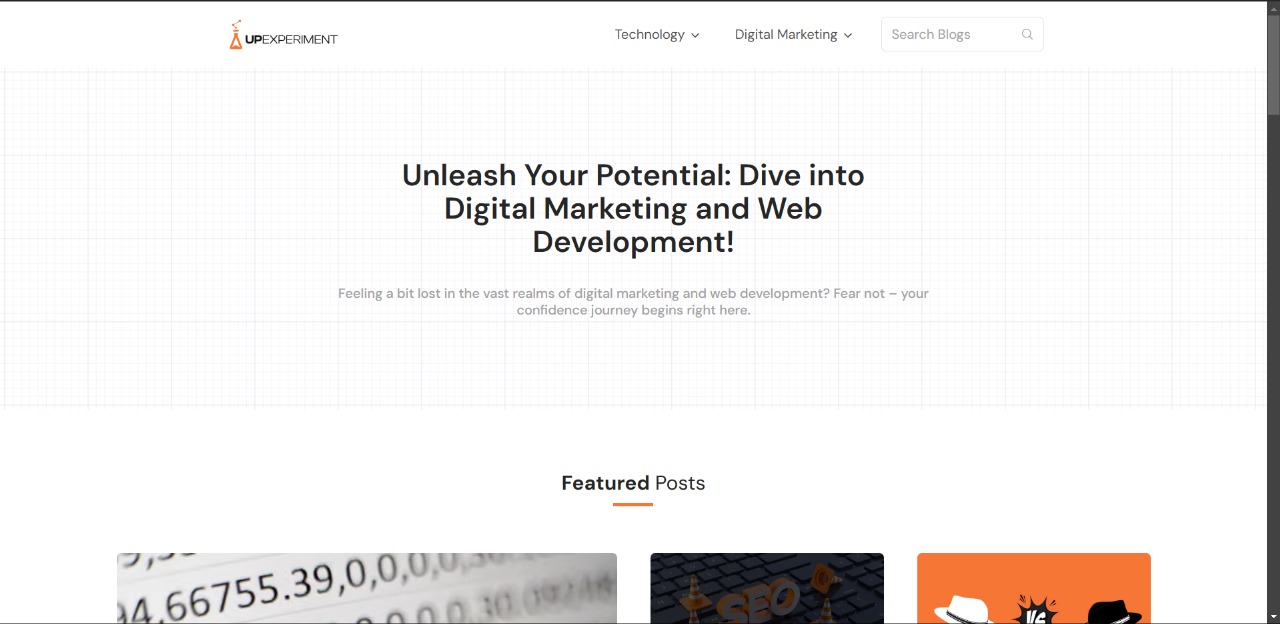 UPEXPERIMENT
Technology
Digital Marketing
Search Blogs
Unleash Your Potential: Dive into
Digital Marketing and Web
Development!
Feeling a bit lost in the vast realms of digital marketing and web development? Fear not – your
confidence journey begins right here.
Featured Posts
94,66755.39,0,0,0,30.
SEO
VS